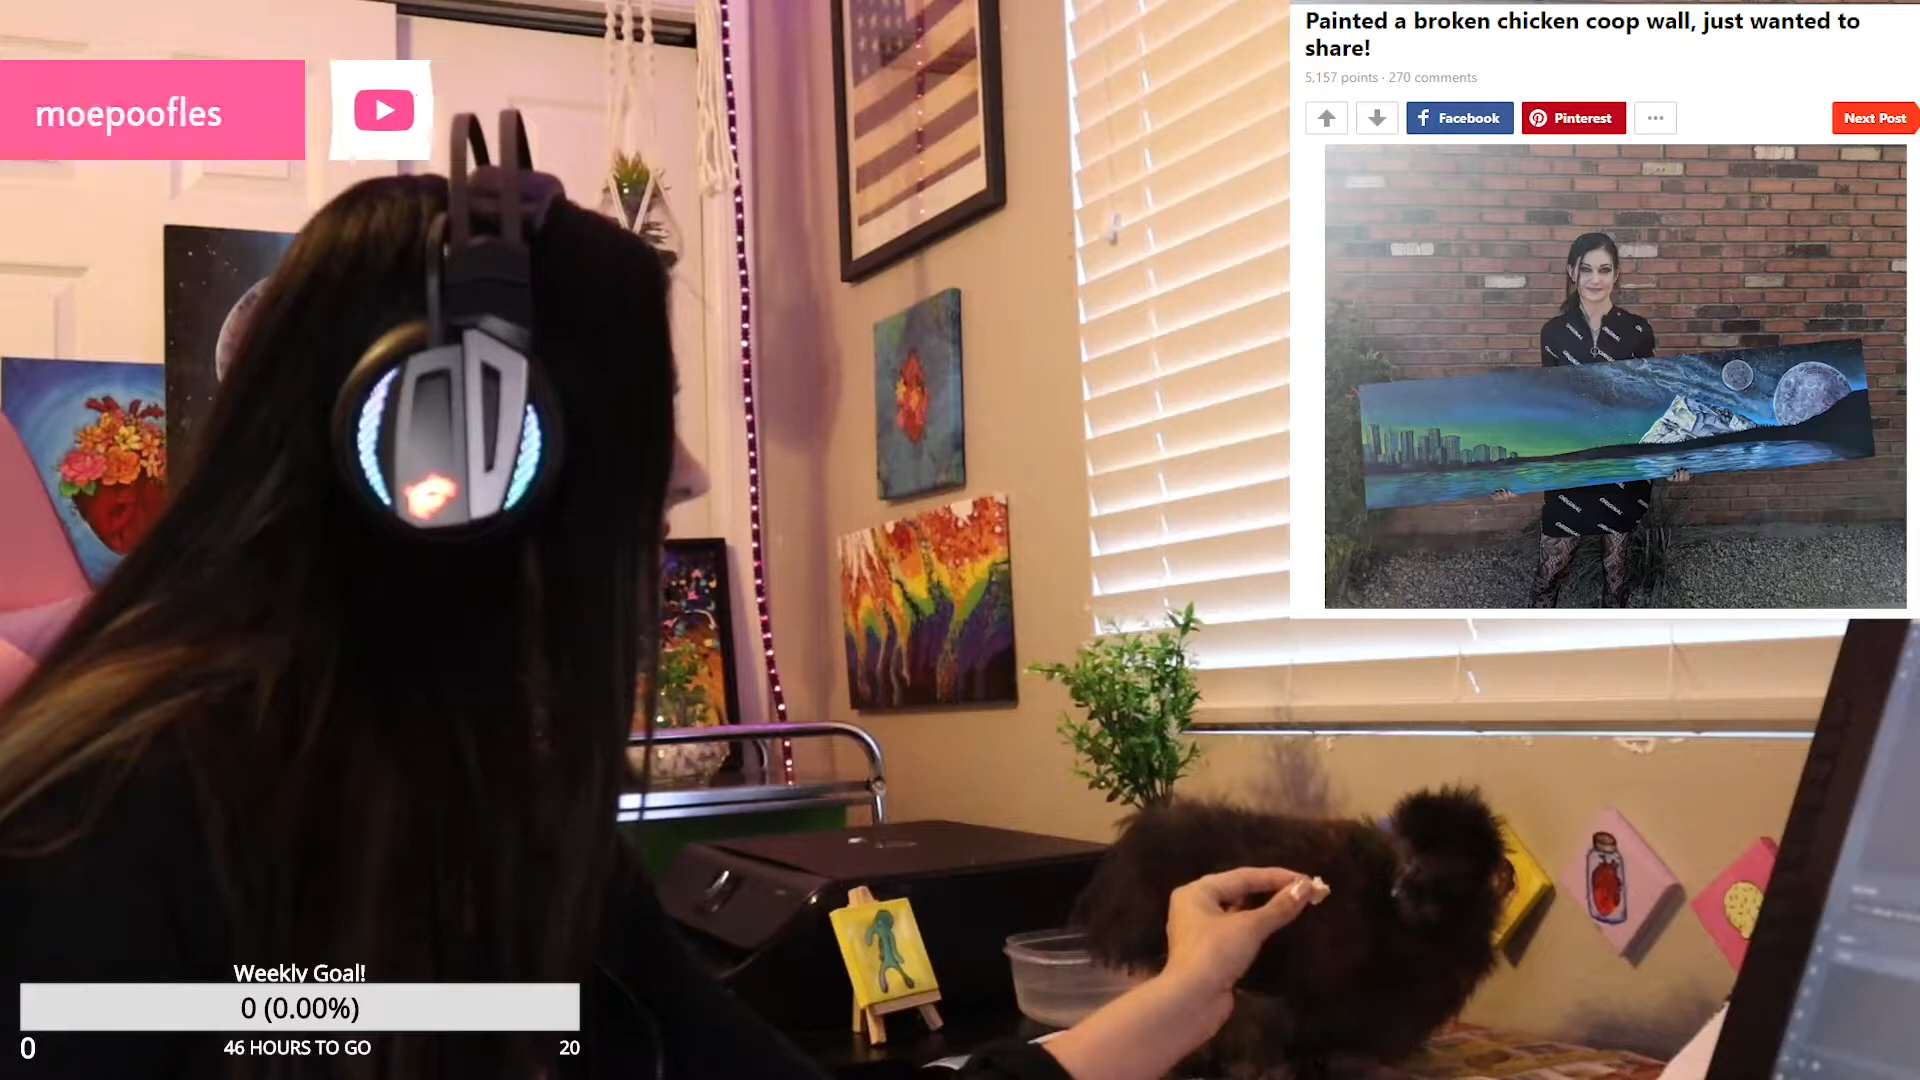 moepoofles
Painted a broken chicken coop wall, just wanted to
share!
5,157 points · 270 comments
Facebook
Pinterest
Next Post
Weekly Goal!
0 (0.00%)
0
46 HOURS TO GO
20